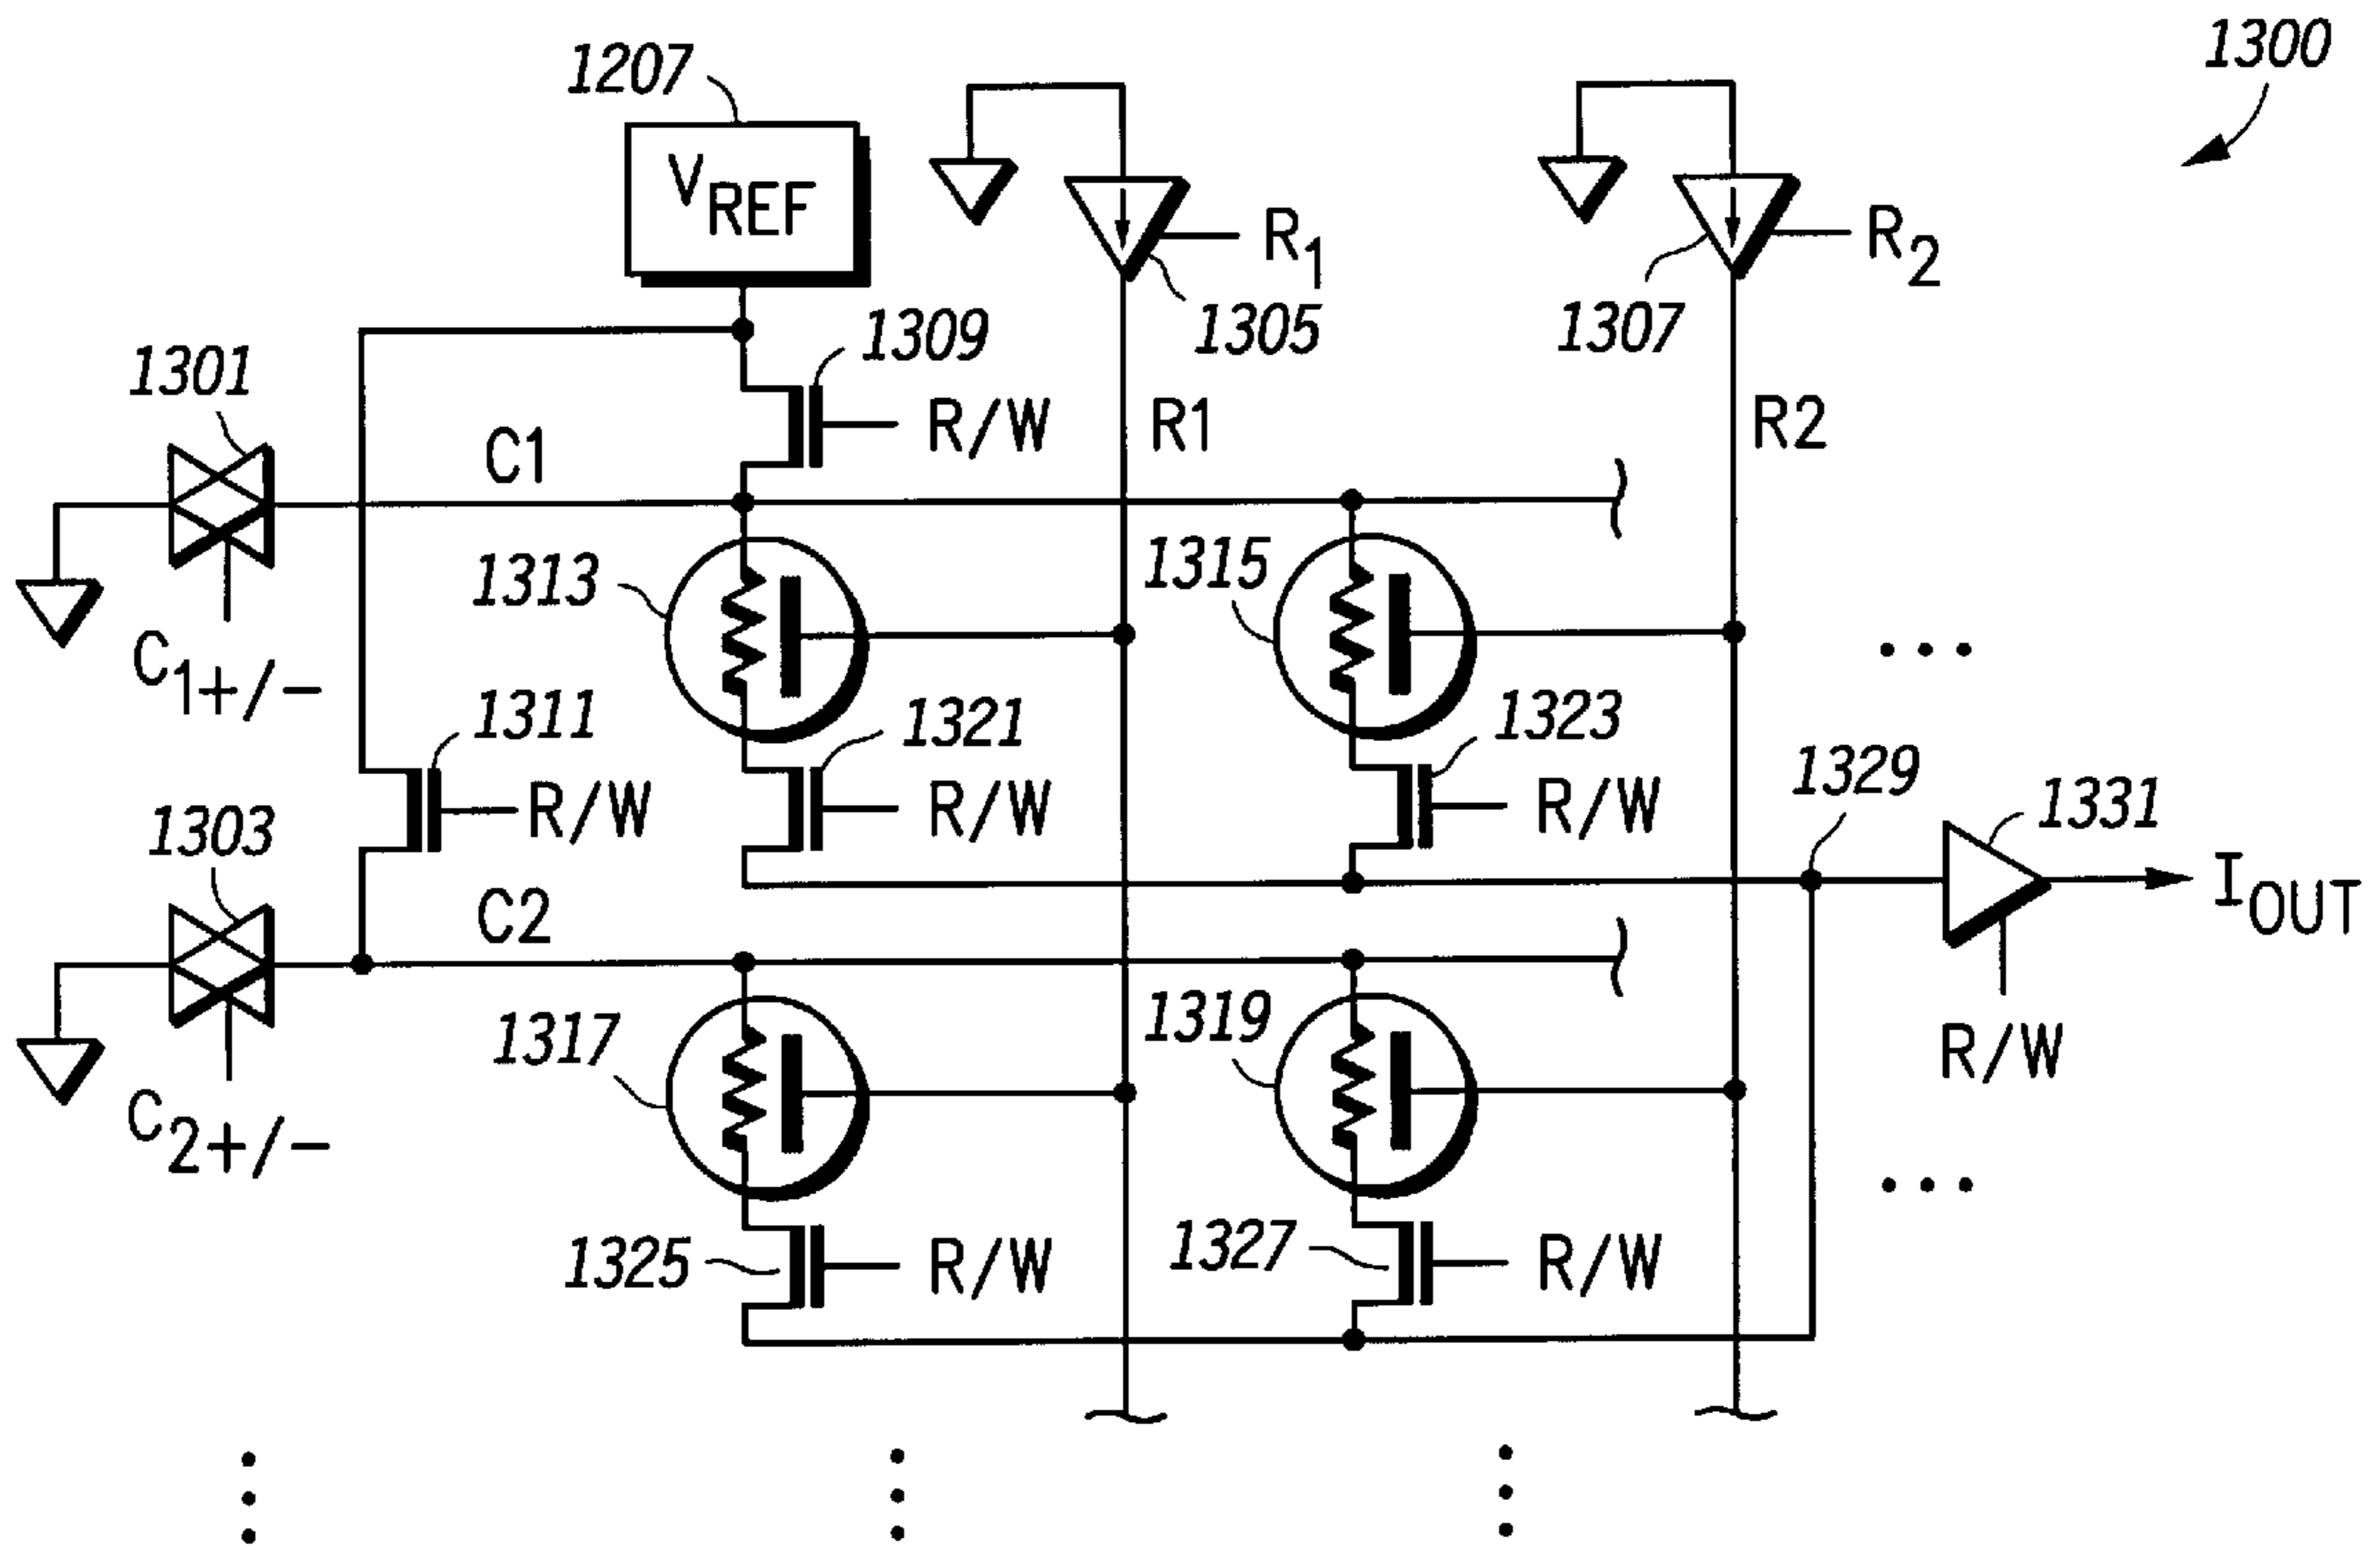 1300
1207
VREF
R1
R2
1305
1307
1309
1301
R/W
R1
R2
C1
1313
1315
C1+/-
1311
1321
1323
1329
1331
R/W
R/W
R/W
1303
IOUT
C2
1317
1319
R/W
C2+/-
1325
R/W
1327
R/W